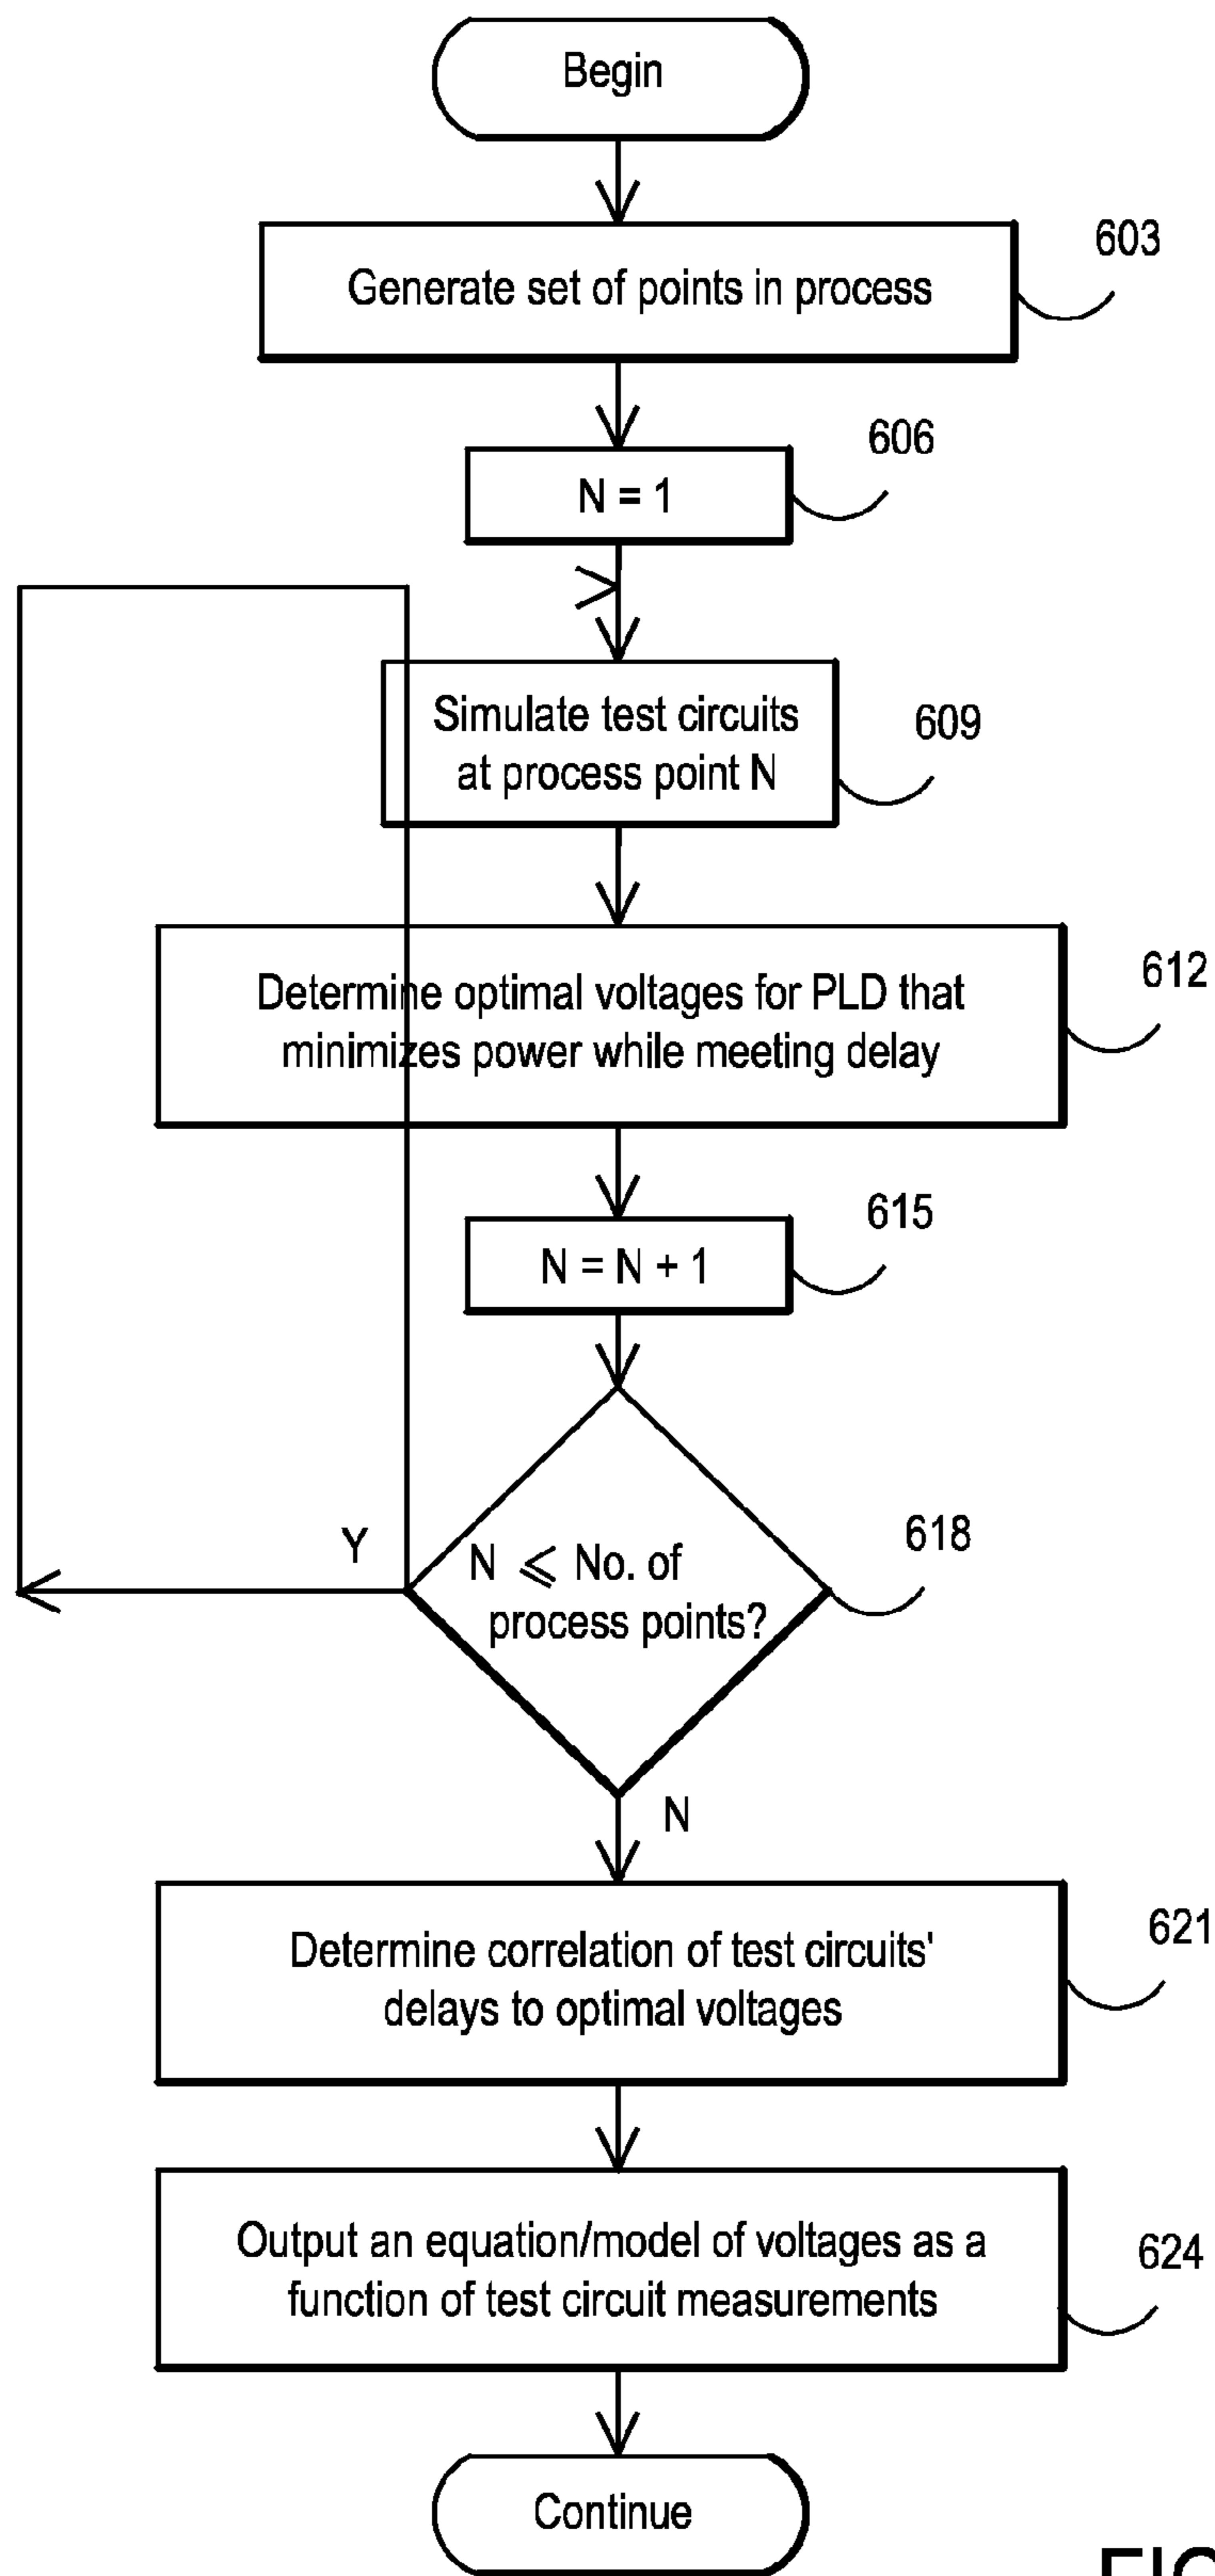 Begin
Generate set of points in process
603
N = 1
606
Simulate test circuits
at process point N
609
Determine optimal voltages for PLD that
minimizes power while meeting delay
612
N = N + 1
615
Y
N ⩽ No. of
process points?
618
N
Determine correlation of test circuits'
delays to optimal voltages
621
Output an equation/model of voltages as a
function of test circuit measurements
624
Continue